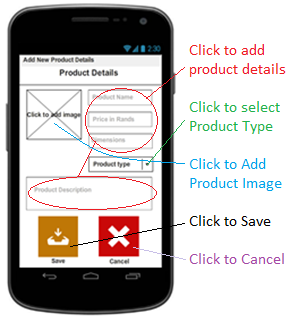 2:30
Add New Product Details
Product Details
Click to add image
Product Name
Price in Rands
Dimensions
Product type
Product Description
Save
Cancel
Click to add
product details
Click to select
Product Type
Click to Add
Product Image
Click to Save
Click to Cancel